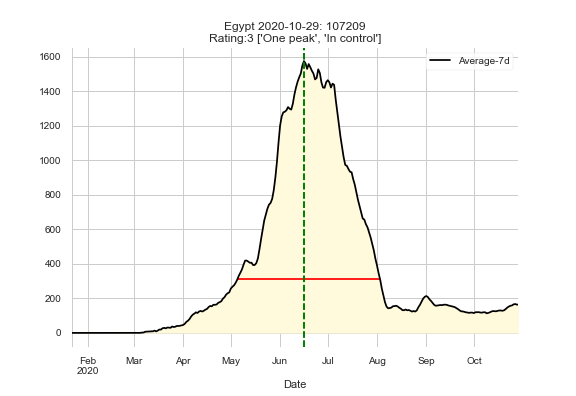 Egypt 2020-10-29: 107209
Rating:3 ['One peak', 'In control']
Average-7d
1600
1400
1200
1000
800
600
400
200
0
Feb Mar Apr May Jun Jul Aug Sep Oct
2020
Date